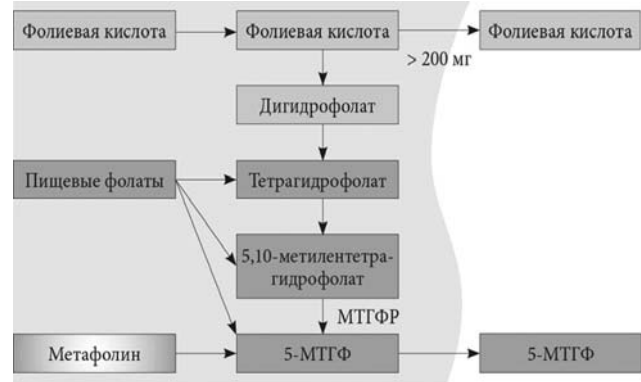 Фолиевая кислота
Фолиевая кислота
Фолиевая кислота
> 200 мг
Дигидрофолат
Пищевые фолаты
Тетрагидрофолат
5,10-метилентетра-
гидрофолат
МТГФР
Метафолин
5-МТГФ
5-МТГФ